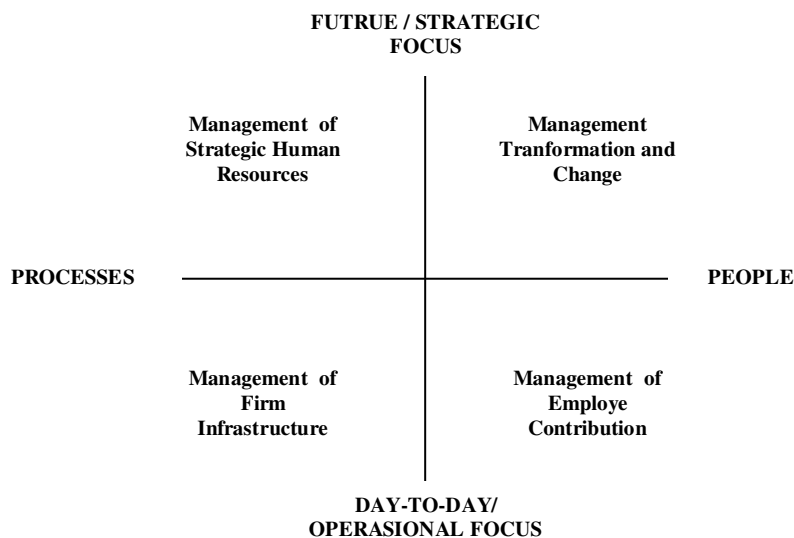 FUTRUE / STRATEGIC
FOCUS
Management of
Strategic Human
Resources
Management
Tranformation and
Change
PROCESSES
PEOPLE
Management of
Firm
Infrastructure
Management of
Employe
Contribution
DAY-TO-DAY/
OPERASIONAL FOCUS